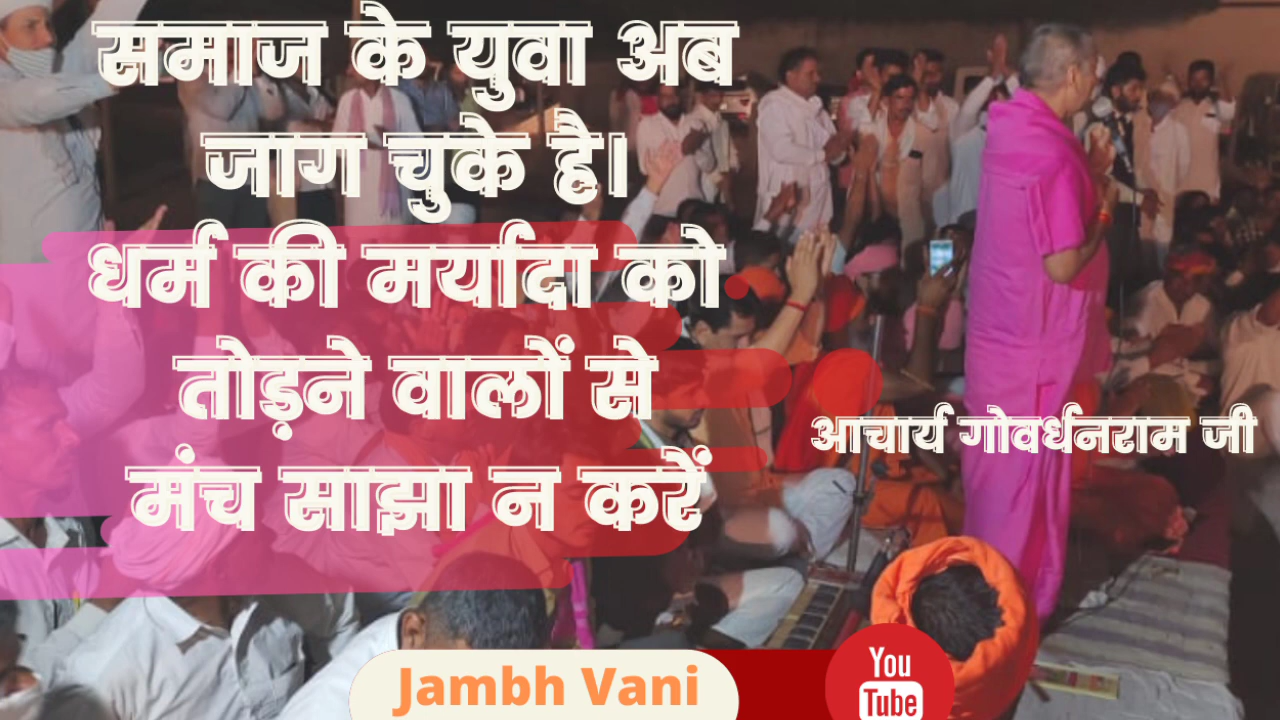 समाज के युवा अब
जाग चुके है।
धर्म की मर्यादा को
तोड़ने वालों से
मंच साझा न करें
आचार्य गोवर्धनराम जी
Jambh Vani
You
Tube